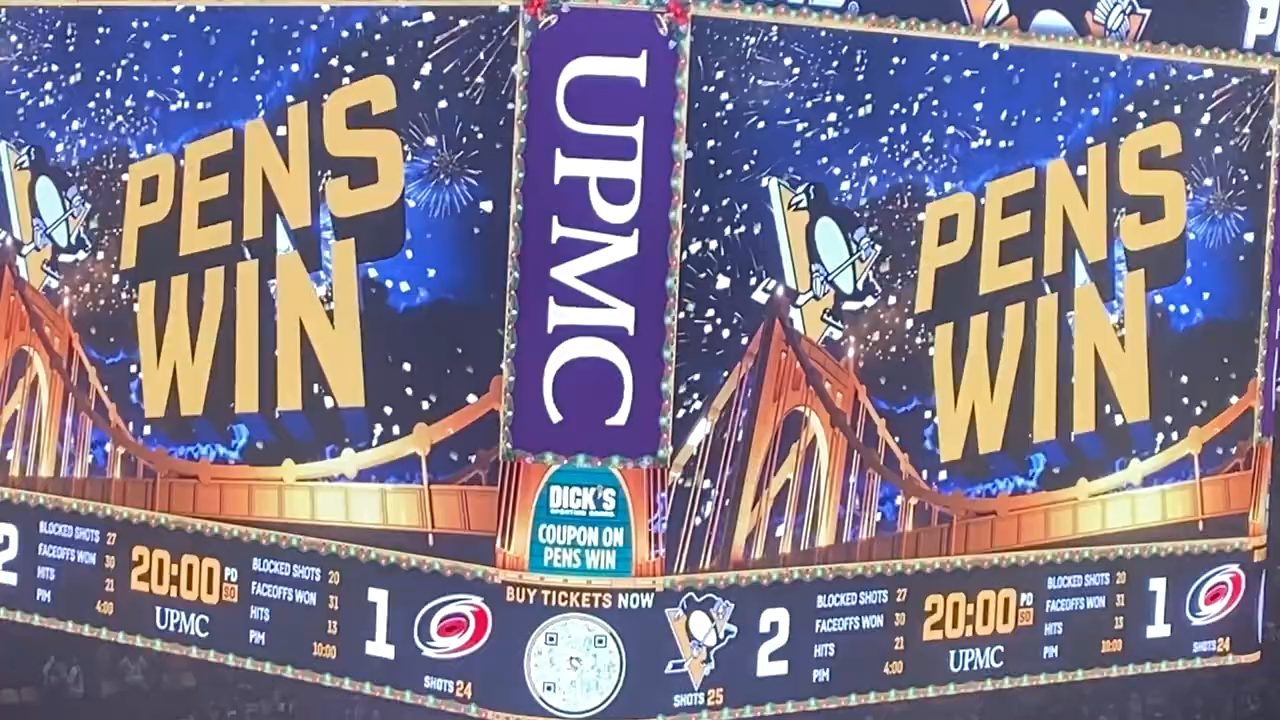 PENS
WIN
UPMC
PENS
WIN
DICK'S
SPORTING GOODS
COUPON ON
PENS WIN
BUY TICKETS NOW
2
BLOCKED SHOTS 27
FACEOFFS WON 30
HITS 21
PIM 4:00
20:00 PD SO
UPMC
BLOCKED SHOTS 20
FACEOFFS WON 31
HITS 13
PIM 10:00
1
SHOTS 24
SHOTS 25
2
BLOCKED SHOTS 27
FACEOFFS WON 30
HITS 21
PIM 4:00
20:00 PD SO
UPMC
BLOCKED SHOTS 20
FACEOFFS WON 31
HITS 13
PIM 10:00
1
SHOTS 24